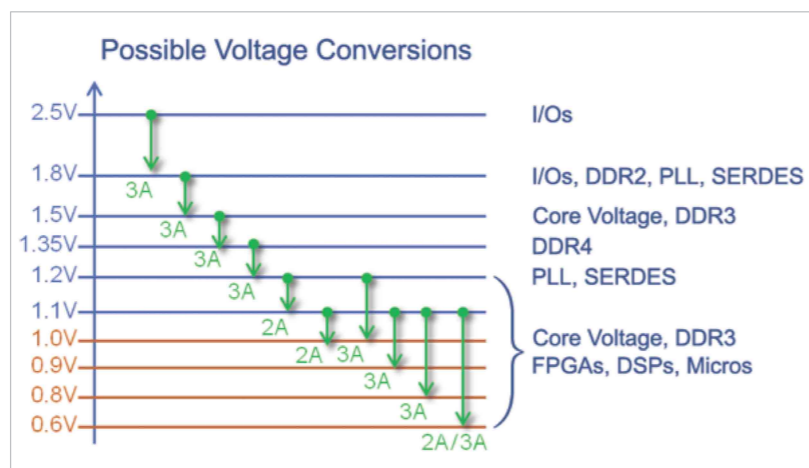 Possible Voltage Conversions
2.5V
I/Os
1.8V
I/Os, DDR2, PLL, SERDES
3A
1.5V
Core Voltage, DDR3
3A
1.35V
DDR4
3A
1.2V
PLL, SERDES
3A
1.1V
2A
1.0V
Core Voltage, DDR3
2A
3A
0.9V
FPGAs, DSPs, Micros
3A
0.8V
3A
0.6V
2A/3A